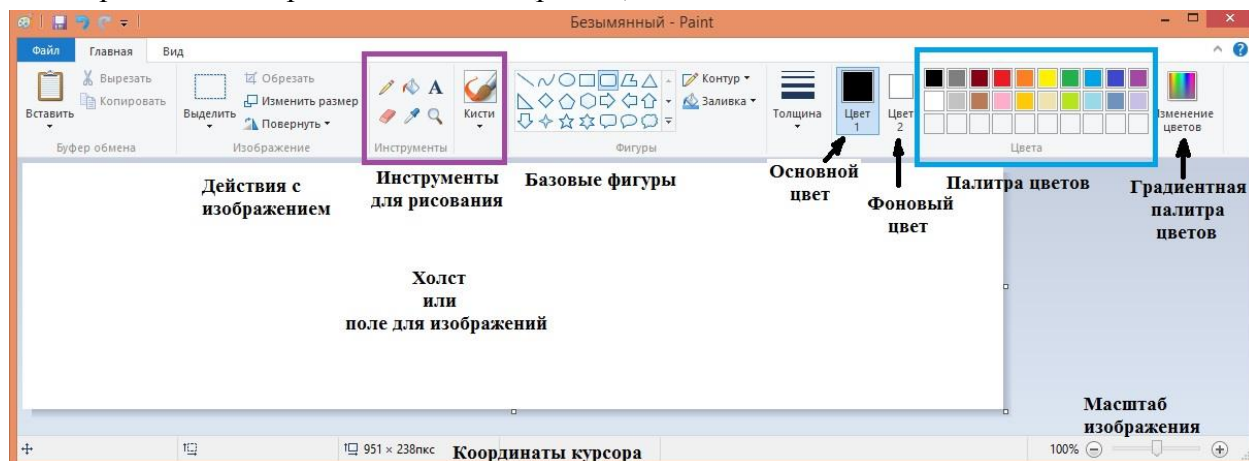 Безымянный - Paint
Файл Главная Вид
Вставить
Вырезать
Копировать
Буфер обмена
Выделить
Обрезать
Изменить размер
Повернуть
Изображение
A
Кисти
Инструменты
Контур
Заливка
Фигуры
Толщина
Цвет
1
Цвет
2
Цвета
Изменение
цветов
Действия с
изображением
Инструменты
для рисования
Базовые фигуры
Основной
цвет
Фоновый
цвет
Палитра цветов
Градиентная
палитра
цветов
Холст
или
поле для изображений
Масштаб
изображения
951 × 238пкс
Координаты курсора
100%